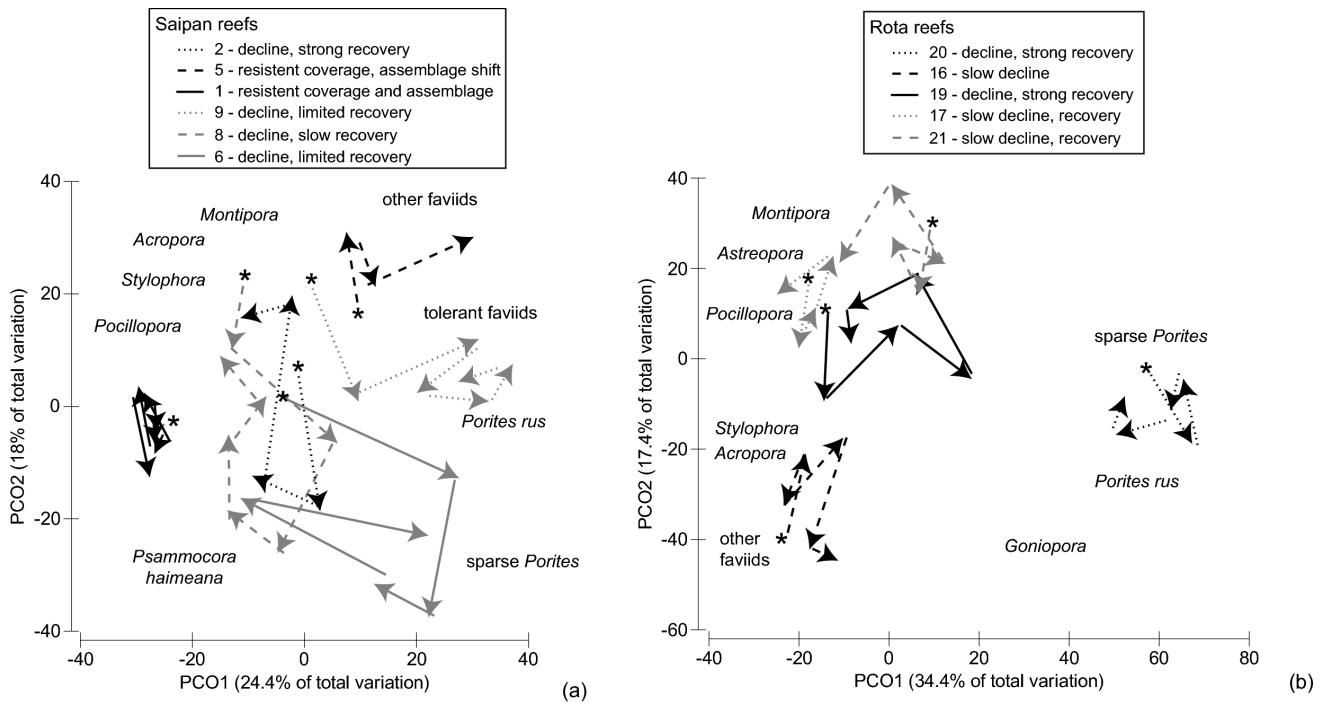 Saipan reefs
2 - decline, strong recovery
5 - resistent coverage, assemblage shift
1 - resistent coverage and assemblage
9 - decline, limited recovery
8 - decline, slow recovery
6 - decline, limited recovery
40
20
0
-20
-40
PCO2 (18% of total variation)
Montipora
other faviids
Acropora
Stylophora
tolerant faviids
Pocillopora
Porites rus
Psammocora
haimeana
sparse Porites
*
*
*
*
*
*
-40
-20
0
20
40
PCO1 (24.4% of total variation)
(a)
Rota reefs
20 - decline, strong recovery
16 - slow decline
19 - decline, strong recovery
17 - slow decline, recovery
21 - slow decline, recovery
40
20
0
-20
-40
-60
PCO2 (17.4% of total variation)
Montipora
Astreopora
Pocillopora
sparse Porites
Stylophora
Acropora
Porites rus
other
faviids
Goniopora
*
*
*
*
*
-40
-20
0
20
40
60
80
PCO1 (34.4% of total variation)
(b)